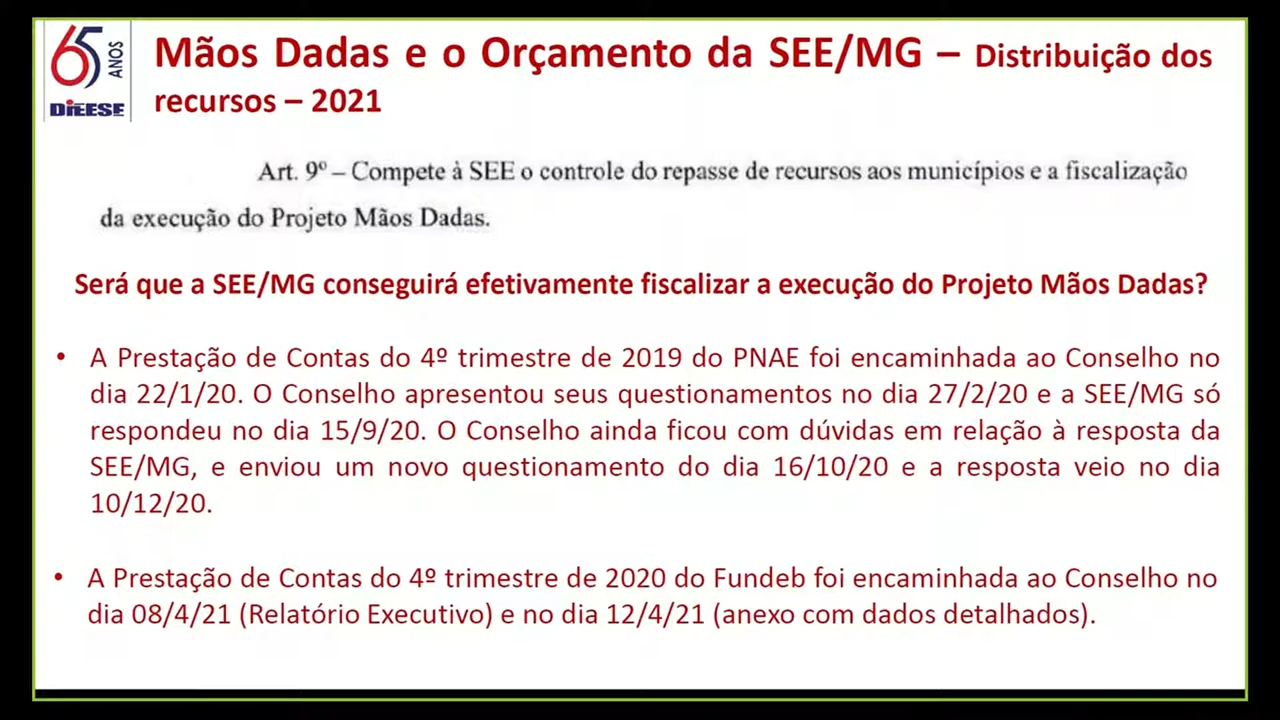 65 ANOS
DIEESE
Mãos Dadas e o Orçamento da SEE/MG – Distribuição dos
recursos – 2021
Art. 9º – Compete à SEE o controle do repasse de recursos aos municípios e a fiscalização
da execução do Projeto Mãos Dadas.
Será que a SEE/MG conseguirá efetivamente fiscalizar a execução do Projeto Mãos Dadas?
• A Prestação de Contas do 4º trimestre de 2019 do PNAE foi encaminhada ao Conselho no
dia 22/1/20. O Conselho apresentou seus questionamentos no dia 27/2/20 e a SEE/MG só
respondeu no dia 15/9/20. O Conselho ainda ficou com dúvidas em relação à resposta da
SEE/MG, e enviou um novo questionamento do dia 16/10/20 e a resposta veio no dia
10/12/20.
• A Prestação de Contas do 4º trimestre de 2020 do Fundeb foi encaminhada ao Conselho no
dia 08/4/21 (Relatório Executivo) e no dia 12/4/21 (anexo com dados detalhados).